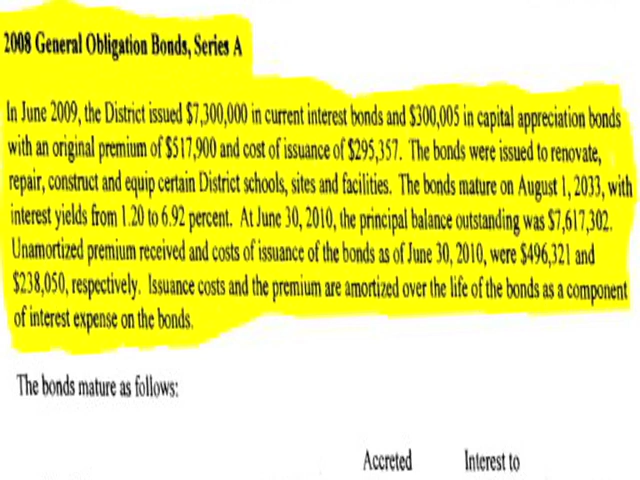 2008 General Obligation Bonds, Series A
In June 2009, the District issued $7,300,000 in current interest bonds and $300,005 in capital appreciation bonds
with an original premium of $517,900 and cost of issuance of $295,357. The bonds were issued to renovate,
repair, construct and equip certain District schools, sites and facilities. The bonds mature on August 1, 2033, with
interest yields from 1.20 to 6.92 percent. At June 30, 2010, the principal balance outstanding was $7,617,302.
Unamortized premium received and costs of issuance of the bonds as of June 30, 2010, were $496,321 and
$238,050, respectively. Issuance costs and the premium are amortized over the life of the bonds as a component
of interest expense on the bonds.
The bonds mature as follows:
Accreted Interest to